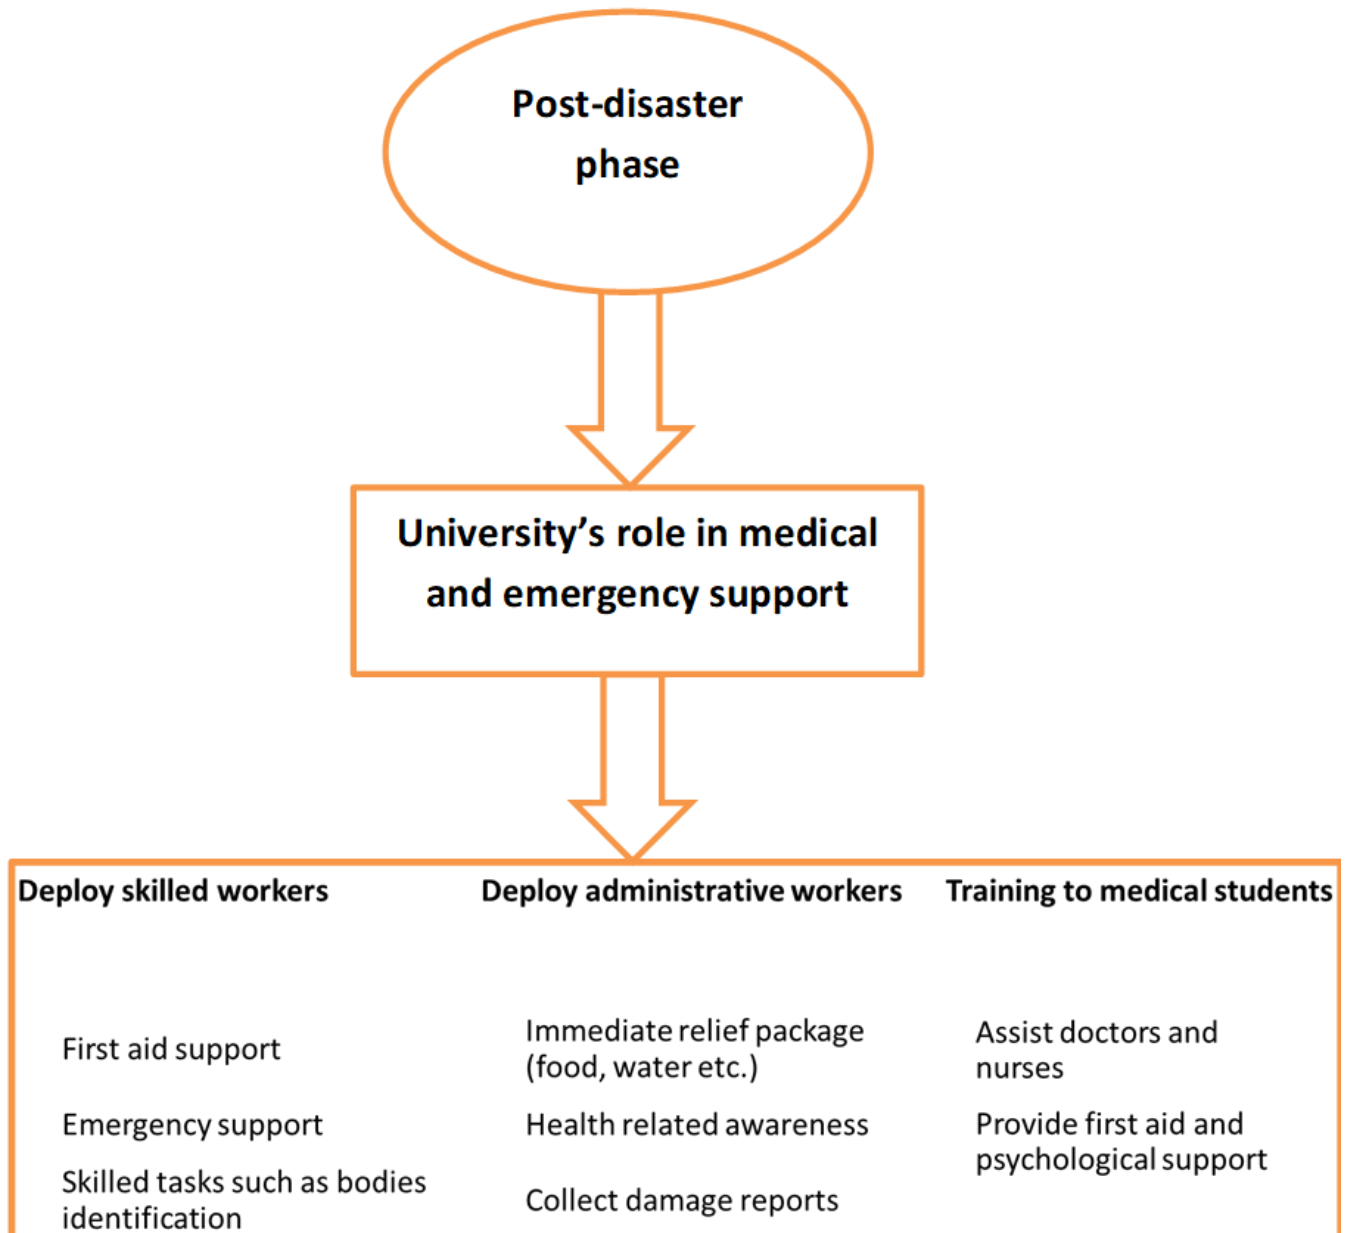 Post-disaster
phase
University’s role in medical
and emergency support
Deploy skilled workers
First aid support
Emergency support
Skilled tasks such as bodies
identification
Deploy administrative workers
Immediate relief package
(food, water etc.)
Health related awareness
Collect damage reports
Training to medical students
Assist doctors and
nurses
Provide first aid and
psychological support